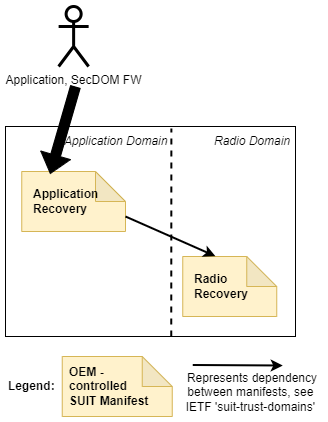 Application, SecDOM FW
Application Domain
Radio Domain
Application
Recovery
Radio
Recovery
Legend:
OEM -
controlled
SUIT Manifest
Represents dependency
between manifests, see
IETF 'suit-trust-domains'